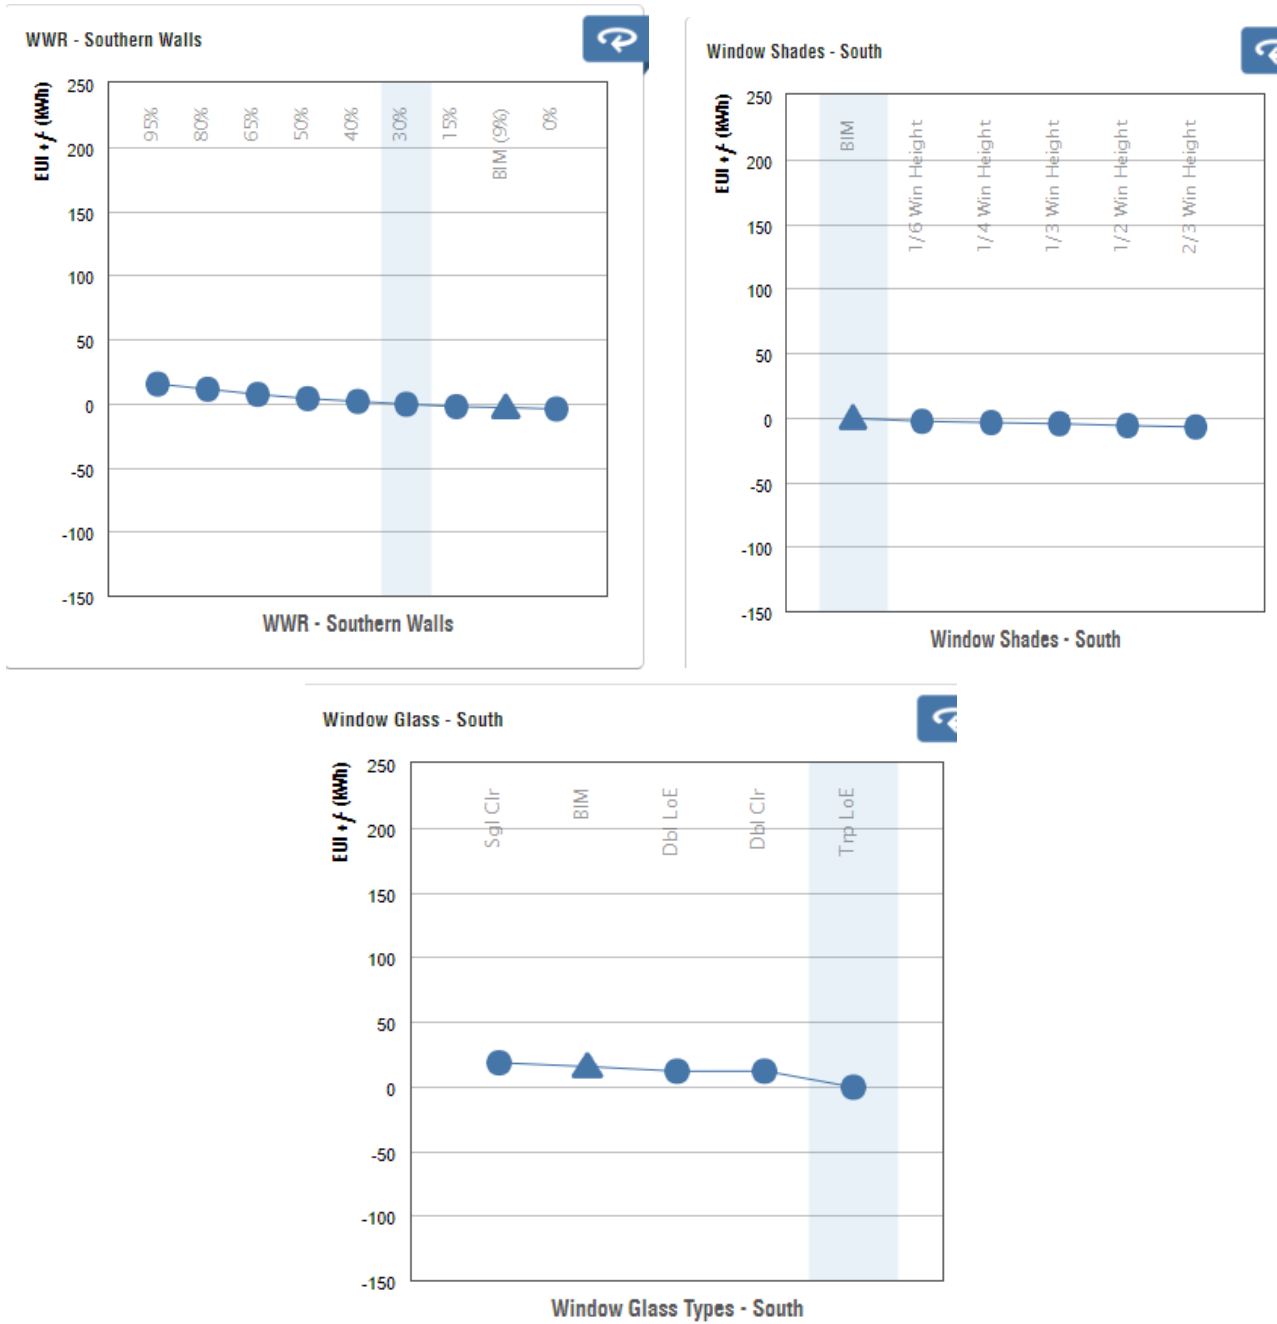 WWR - Southern Walls
EUI + ƒ (kWh)
250
200
150
100
50
0
-50
-100
-150
95%
80%
65%
50%
40%
30%
15%
BIM (9%)
0%
WWR - Southern Walls
Window Shades - South
EUI + ƒ (kWh)
250
200
150
100
50
0
-50
-100
-150
BIM
1/6 Win Height
1/4 Win Height
1/3 Win Height
1/2 Win Height
2/3 Win Height
Window Shades - South
Window Glass - South
EUI + ƒ (kWh)
250
200
150
100
50
0
-50
-100
-150
Sgl Clr
BIM
Dbl LoE
Dbl Clr
Trp LoE
Window Glass Types - South